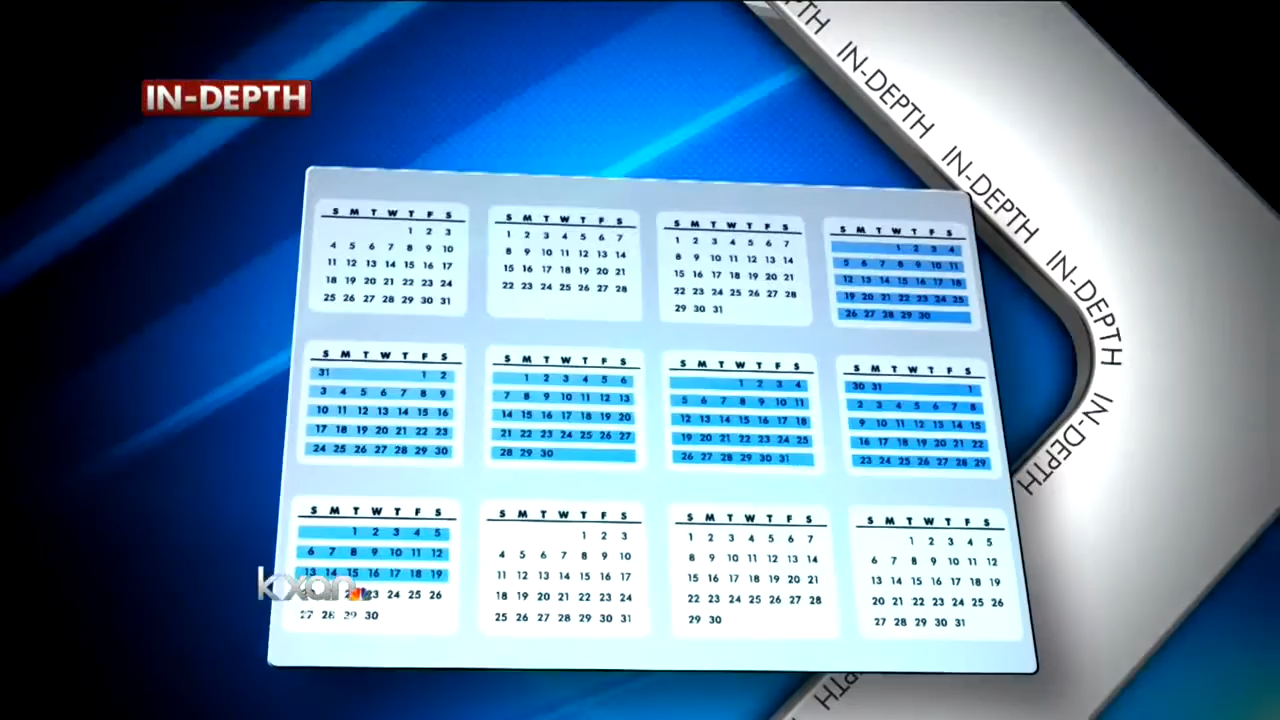 IN-DEPTH
IN-DEPTH
IN-DEPTH
IN-DEPTH
IN-DEPTH
IN-DEPTH
S M T W T F S
1 2 3
4 5 6 7 8 9 10
11 12 13 14 15 16 17
18 19 20 21 22 23 24
25 26 27 28 29 30 31
S M T W T F S
1 2 3 4 5 6 7
8 9 10 11 12 13 14
15 16 17 18 19 20 21
22 23 24 25 26 27 28
S M T W T F S
1 2 3 4 5 6 7
8 9 10 11 12 13 14
15 16 17 18 19 20 21
22 23 24 25 26 27 28
29 30 31
S M T W T F S
1 2 3 4
5 6 7 8 9 10 11
12 13 14 15 16 17 18
19 20 21 22 23 24 25
26 27 28 29 30
S M T W T F S
31 1 2
3 4 5 6 7 8 9
10 11 12 13 14 15 16
17 18 19 20 21 22 23
24 25 26 27 28 29 30
S M T W T F S
1 2 3 4 5 6
7 8 9 10 11 12 13
14 15 16 17 18 19 20
21 22 23 24 25 26 27
28 29 30
S M T W T F S
1 2 3 4
5 6 7 8 9 10 11
12 13 14 15 16 17 18
19 20 21 22 23 24 25
26 27 28 29 30 31
S M T W T F S
30 31 1
2 3 4 5 6 7 8
9 10 11 12 13 14 15
16 17 18 19 20 21 22
23 24 25 26 27 28 29
S M T W T F S
1 2 3 4 5
6 7 8 9 10 11 12
13 14 15 16 17 18 19
23 24 25 26
27 28 29 30
kxan
S M T W T F S
1 2 3
4 5 6 7 8 9 10
11 12 13 14 15 16 17
18 19 20 21 22 23 24
25 26 27 28 29 30 31
S M T W T F S
1 2 3 4 5 6 7
8 9 10 11 12 13 14
15 16 17 18 19 20 21
22 23 24 25 26 27 28
29 30
S M T W T F S
1 2 3 4 5
6 7 8 9 10 11 12
13 14 15 16 17 18 19
20 21 22 23 24 25 26
27 28 29 30 31
IN-DEPTH